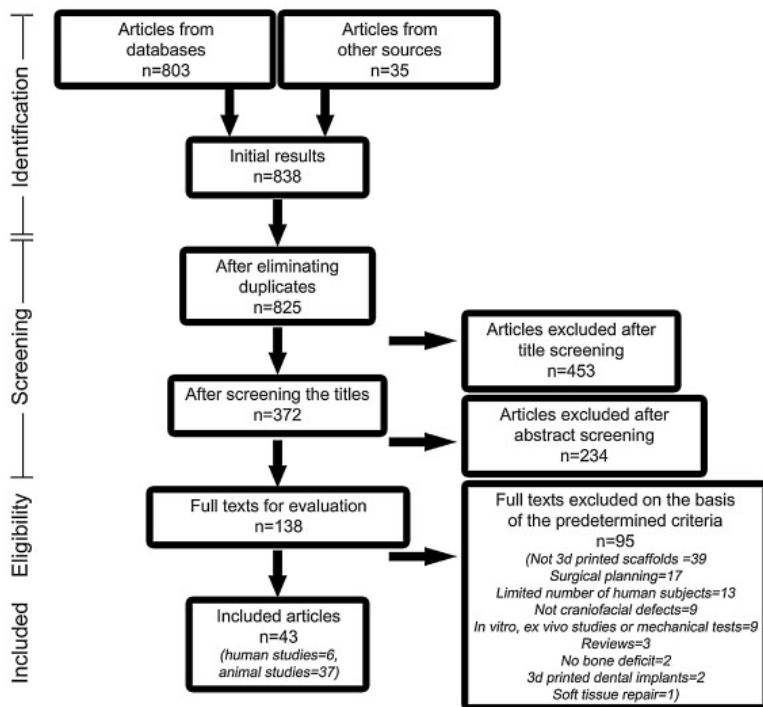 Identification
Articles from
databases
n=803
Articles from
other sources
n=35
Initial results
n=838
Screening
After eliminating
duplicates
n=825
Articles excluded after
title screening
n=453
After screening the titles
n=372
Articles excluded after
abstract screening
n=234
Eligibility
Full texts for evaluation
n=138
Full texts excluded on the basis
of the predetermined criteria
n=95
(Not 3d printed scaffolds =39
Surgical planning=17
Limited number of human subjects=13
Not craniofacial defects=9
In vitro, ex vivo studies or mechanical tests=9
Reviews=3
No bone deficit=2
3d printed dental implants=2
Soft tissue repair=1)
Included
Included articles
n=43
(human studies=6,
animal studies=37)